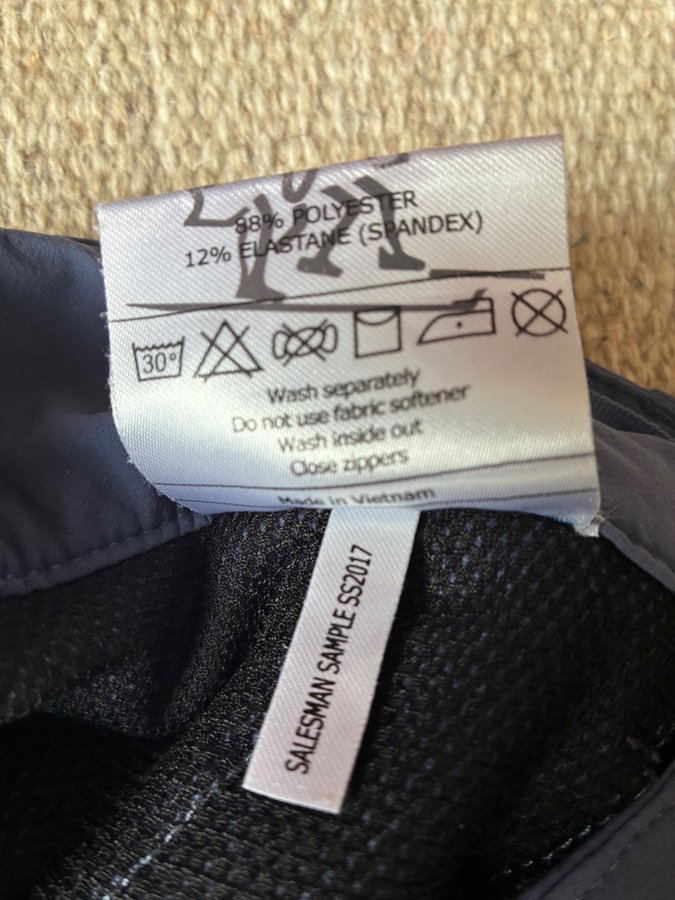 88% POLYESTER
12% ELASTANE (SPANDEX)
30°
Wash separately
Do not use fabric softener
Wash inside out
Close zippers
Made in Vietnam
SALESMAN SAMPLE SS2017